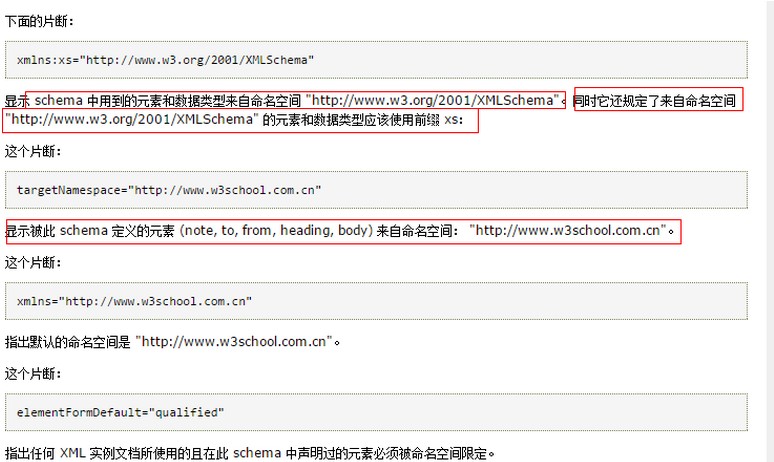 下面的片断：
xmlns:xs="http://www.w3.org/2001/XMLSchema"
显示 schema 中用到的元素和数据类型来自命名空间 "http://www.w3.org/2001/XMLSchema"。同时它还规定了来自命名空间
"http://www.w3.org/2001/XMLSchema" 的元素和数据类型应该使用前缀 xs：
这个片断：
targetNamespace="http://www.w3school.com.cn"
显示被此 schema 定义的元素 (note, to, from, heading, body) 来自命名空间： "http://www.w3school.com.cn"。
这个片断：
xmlns="http://www.w3school.com.cn"
指出默认的命名空间是 "http://www.w3school.com.cn"。
这个片断：
elementFormDefault="qualified"
指出任何 XML 实例文档所使用的且在此 schema 中声明过的元素必须被命名空间限定。